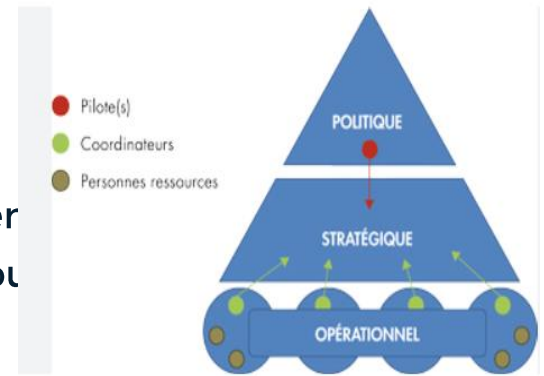 Pilote(s)
Coordinateurs
Personnes ressources
POLITIQUE
STRATÉGIQUE
OPÉRATIONNEL